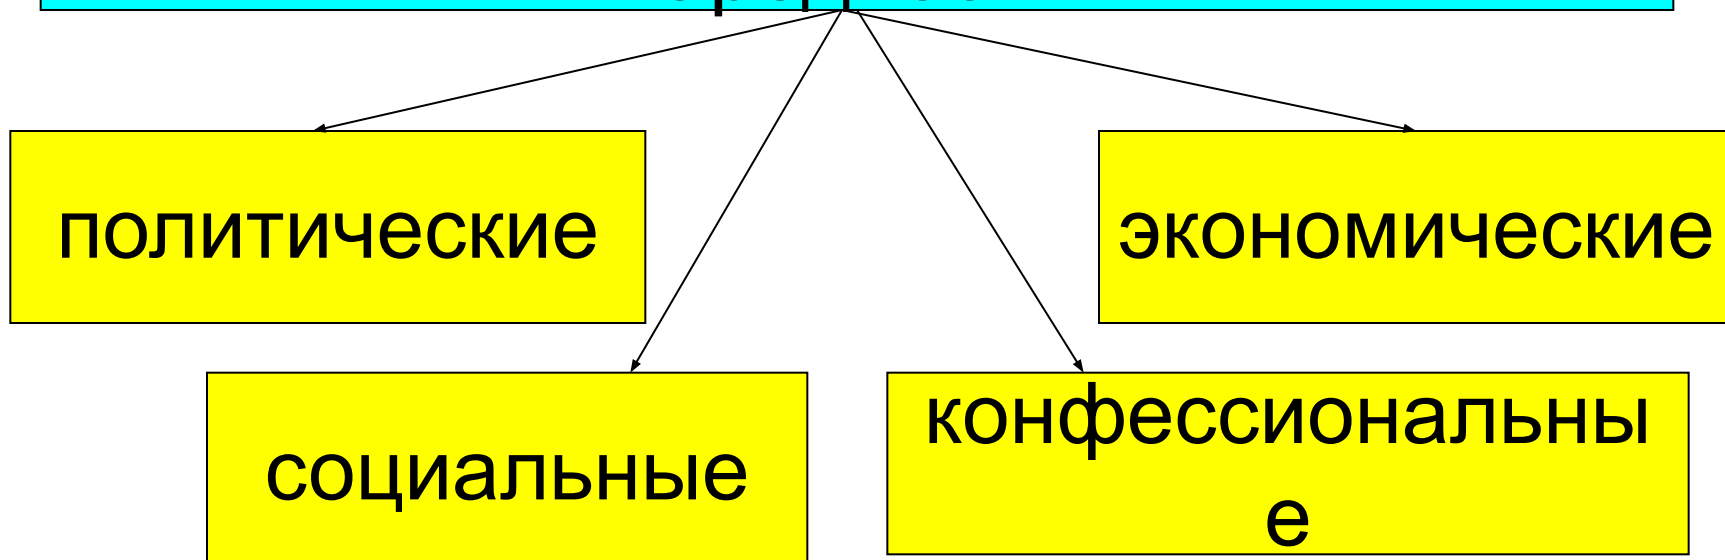 политические
экономические
социальные
конфессиональны
е